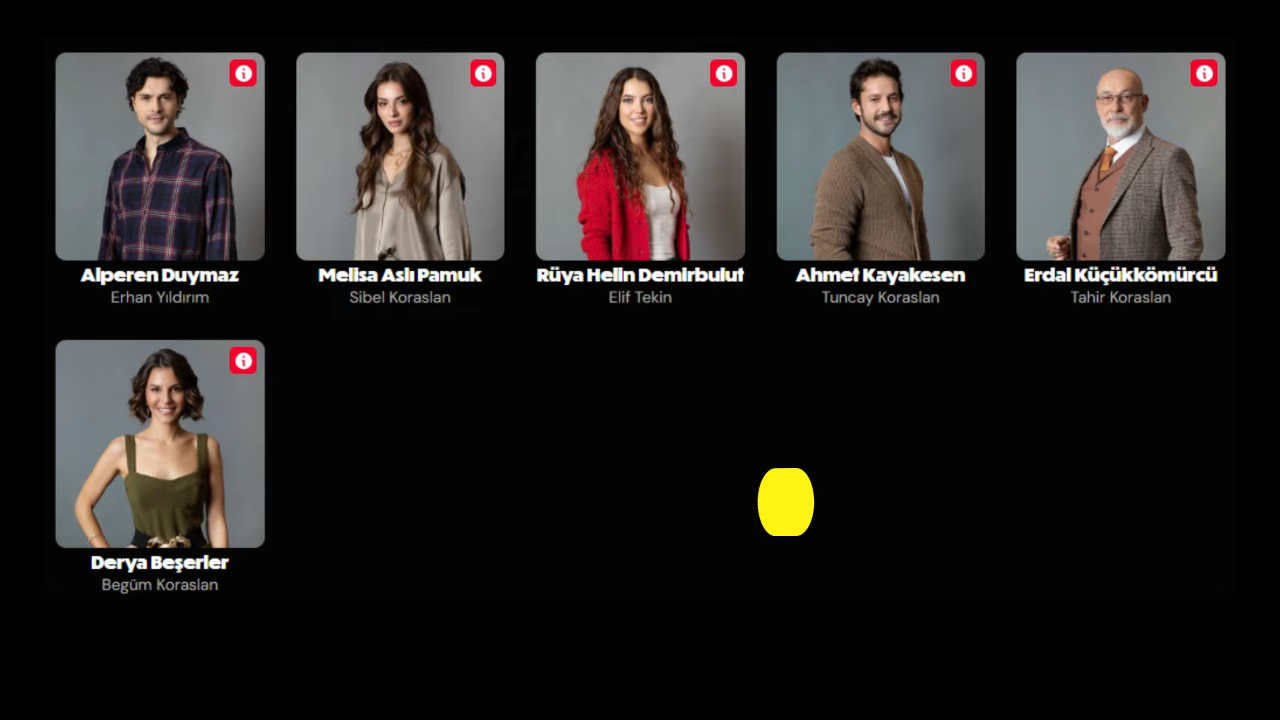 Alperen Duymaz
Erhan Yıldırım
Melisa Aslı Pamuk
Sibel Koraslan
Rüya Helin Demirbulut
Elif Tekin
Ahmet Kayakesen
Tuncay Koraslan
Erdal Küçükkömürcü
Tahir Koraslan
Derya Beşerler
Begüm Koraslan